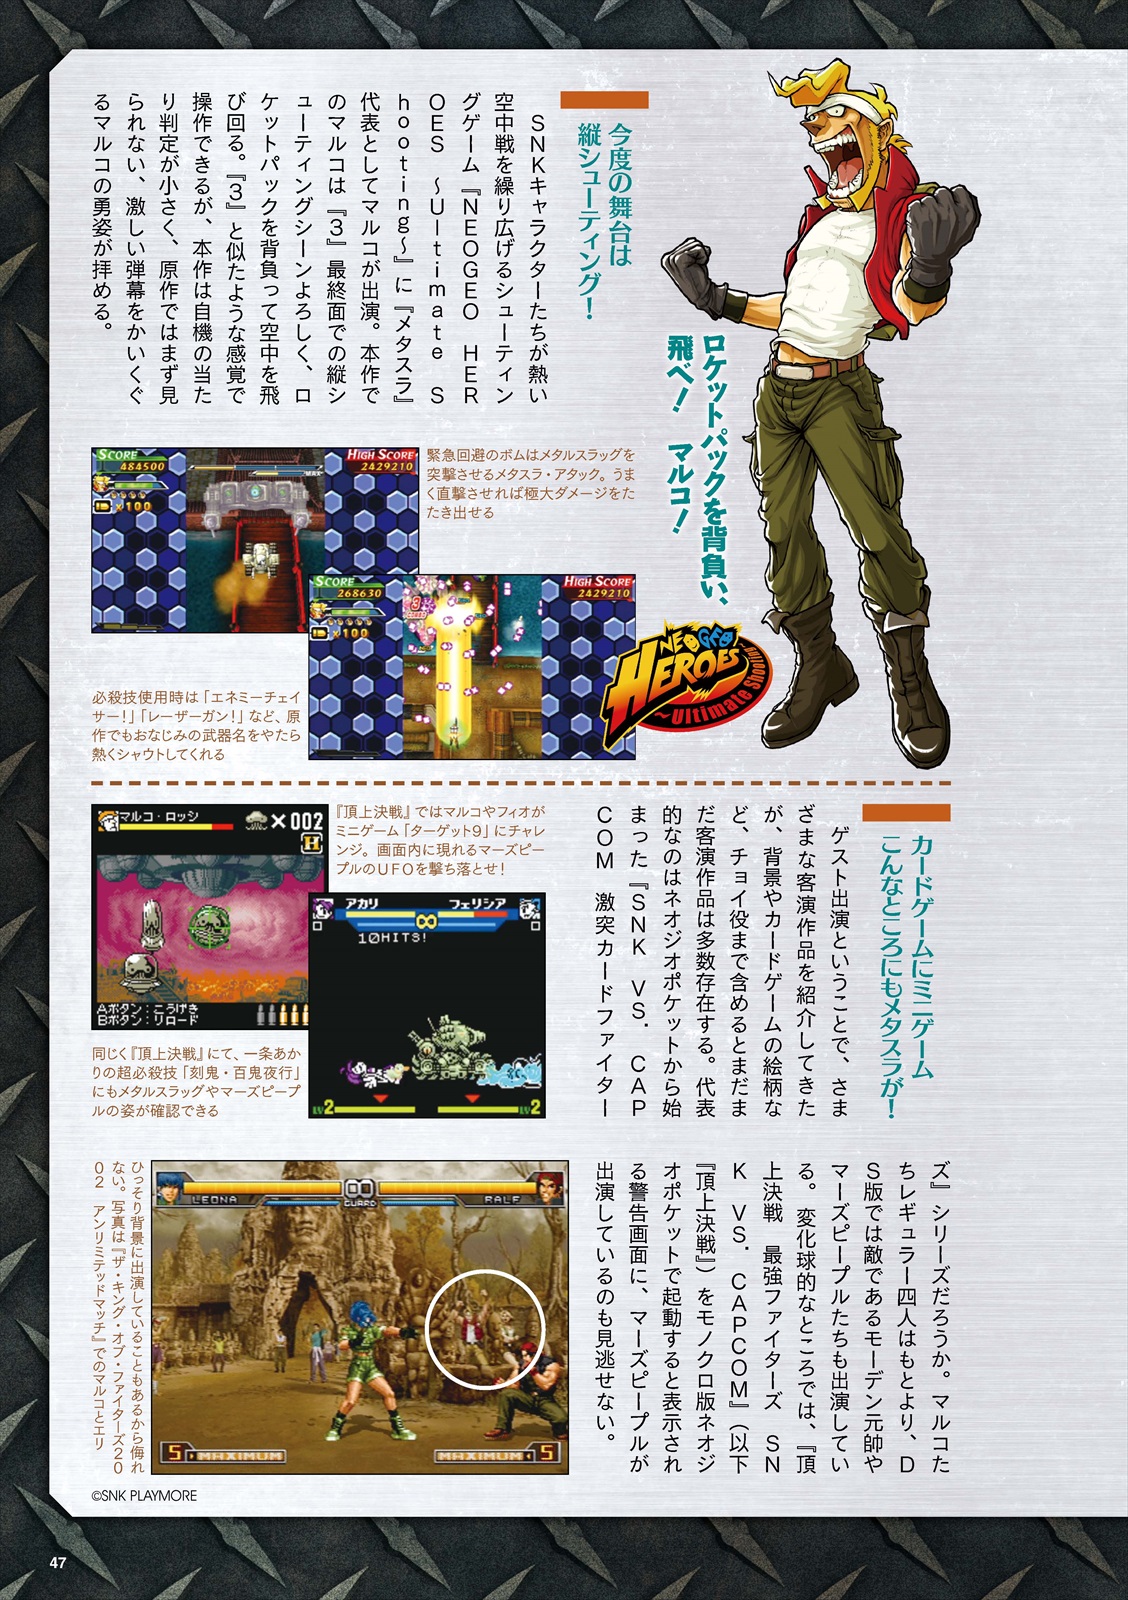 今度の舞台は
縦シューティング！
ロケットパックを背負い、
飛べ！　マルコ！
　SNKキャラクターたちが熱い
空中戦を繰り広げるシューティン
グゲーム『NEOGEO　HER
OES　～Ultimate　S
hooting～』に『メタスラ』
代表としてマルコが出演。本作で
のマルコは『3』最終面での縦シ
ューティングシーンよろしく、ロ
ケットパックを背負って空中を飛
び回る。『3』と似たような感覚で
操作できるが、本作は自機の当た
り判定が小さく、原作ではまず見
られない、激しい弾幕をかいくぐ
るマルコの勇姿が拝める。
SCORE
484500
HIGH SCORE
2429210
MAX
x100
緊急回避のボムはメタルスラッグを
突撃させるメタスラ・アタック。うま
く直撃させれば極大ダメージをた
たき出せる
SCORE
268630
HIGH SCORE
2429210
x100
NEOGEO
HEROES
～Ultimate Shooting～
必殺技使用時は「エネミーチェイ
サー！」「レーザーガン！」など、原
作でもおなじみの武器名をやたら
熱くシャウトしてくれる
カードゲームにミニゲーム
こんなところにもメタスラが！
　ゲスト出演ということで、さま
ざまな客演作品を紹介してきた
が、背景やカードゲームの絵柄な
ど、チョイ役まで含めるとまだま
だ客演作品は多数存在する。代表
的なのはネオジオポケットから始
まった『SNK　VS.　CAP
COM　激突カードファイター
ズ』シリーズだろうか。マルコた
ちレギュラー四人はもとより、D
S版では敵であるモーデン元帥や
マーズピープルたちも出演してい
る。　変化球的なところでは、『頂
上決戦　最強ファイターズ　SN
K　VS.　CAPCOM』（以下
『頂上決戦』）をモノクロ版ネオジ
オポケットで起動すると表示され
る警告画面に、マーズピープルが
出演しているのも見逃せない。
マルコ・ロッシ
×002
H
Aボタン：こうげき
Bボタン：リロード
『頂上決戦』ではマルコやフィオが
ミニゲーム「ターゲット9」にチャレ
ンジ。画面内に現れるマーズピー
プルのUFOを撃ち落とせ！
アカリ
フェリシア
10HITS!
LV2
2
同じく『頂上決戦』にて、一条あか
りの超必殺技「刻鬼・百鬼夜行」
にもメタルスラッグやマーズピープ
ルの姿が確認できる
LEONA
GUARD
RALF
5
MAXIMUM
MAXIMUM
5
ひっそり背景に出演していることもあるから侮れ
ない。写真は『ザ・キング・オブ・ファイターズ20
02　アンリミテッドマッチ』でのマルコとエリ
©SNK PLAYMORE
47